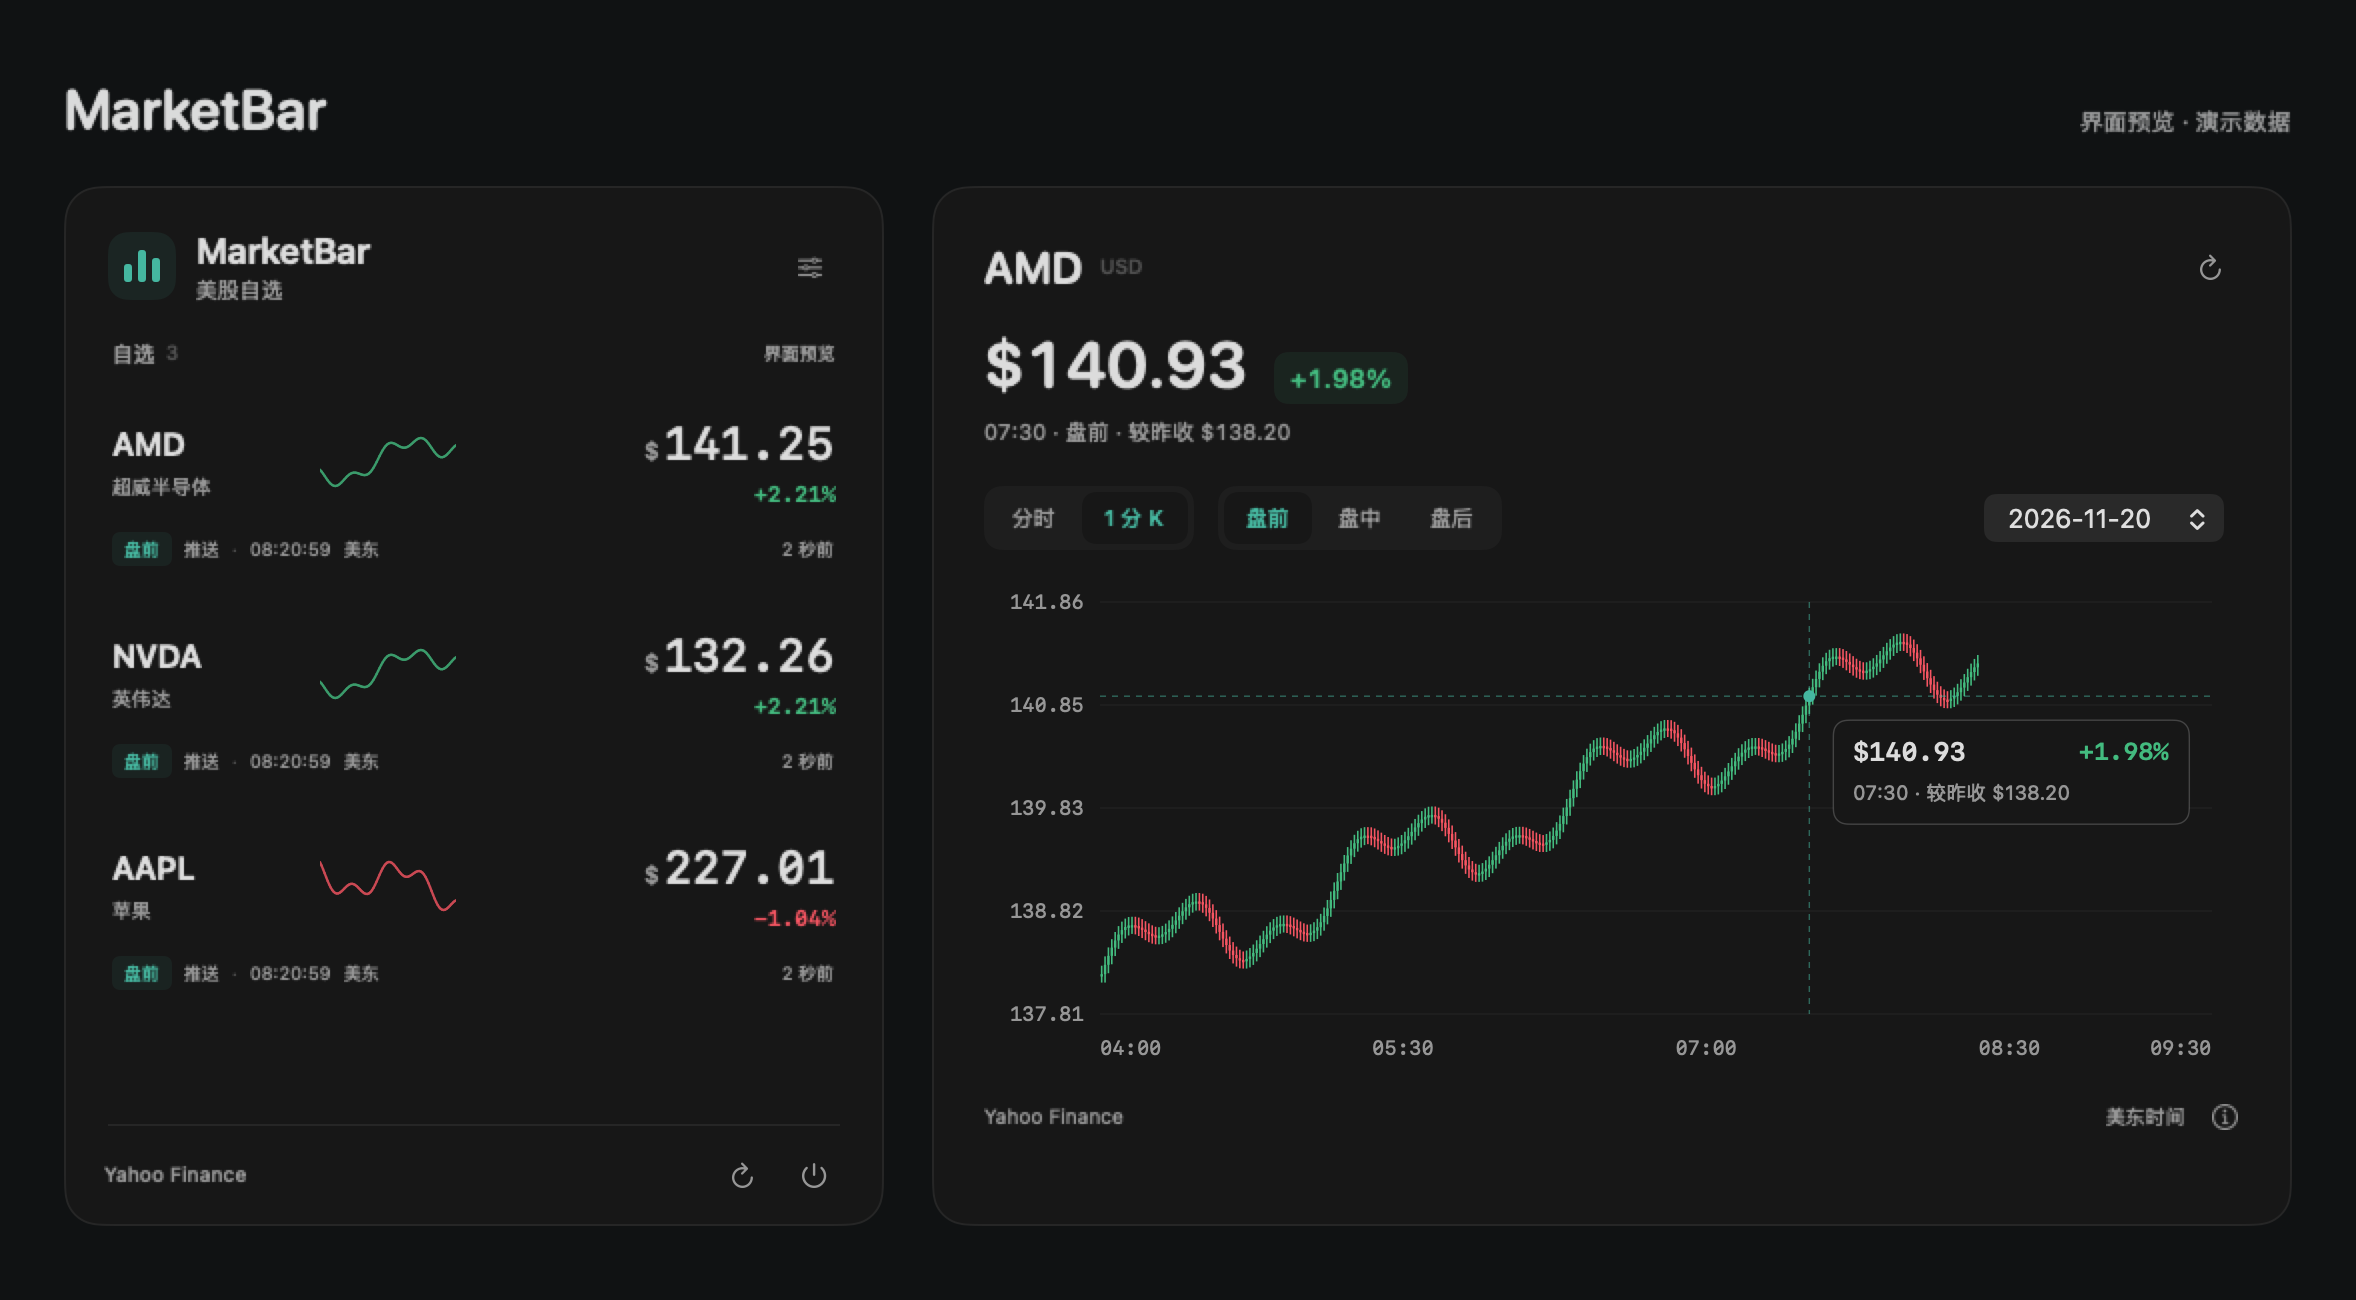 MarketBar
界面预览 · 演示数据
MarketBar
美股自选
自选 3
界面预览
AMD
超威半导体
$141.25
+2.21%
盘前 推送 · 08:20:59 美东
2 秒前
NVDA
英伟达
$132.26
+2.21%
盘前 推送 · 08:20:59 美东
2 秒前
AAPL
苹果
$227.01
−1.04%
盘前 推送 · 08:20:59 美东
2 秒前
Yahoo Finance
AMD USD
$140.93 +1.98%
07:30 · 盘前 · 较昨收 $138.20
分时 1 分 K 盘前 盘中 盘后
2026-11-20
141.86
140.85
139.83
138.82
137.81
$140.93 +1.98%
07:30 · 较昨收 $138.20
04:00 05:30 07:00 08:30 09:30
Yahoo Finance
美东时间